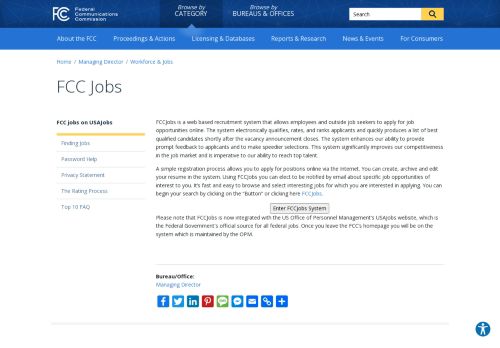 FCC
Federal
Communications
Commission
Browse by
CATEGORY
Browse by
BUREAUS & OFFICES
Search
About the FCC
Proceedings & Actions
Licensing & Databases
Reports & Research
News & Events
For Consumers
Home / Managing Director / Workforce & Jobs
FCC Jobs
FCC jobs on USAJobs
Finding Jobs
Password Help
Privacy Statement
The Rating Process
Top 10 FAQ
FCCJobs is a web based recruitment system that allows employees and outside job seekers to apply for job
opportunities online. The system electronically qualifies, rates, and ranks applicants and quickly produces a list of best
qualified candidates shortly after the vacancy announcement closes. The system enhances our ability to provide
prompt feedback to applicants and to make speedier selections. This system significantly improves our competitiveness
in the job market and is imperative to our ability to reach top talent.
A simple registration process allows you to apply for positions online via the Internet. You can create, archive and edit
your resume in the system. Using FCCJobs you can elect to be notified by email about specific job opportunities of
interest to you. It's fast and easy to browse and select interesting jobs for which you are interested in applying. You can
begin your search by clicking on the "Button" or clicking here FCCJobs.
Enter FCCJobs System
Please note that FCCJobs is now integrated with the US Office of Personnel Management's USAJobs website, which is
the Federal Government's official source for all federal jobs. Once you leave the FCC's homepage you will be on the
system which is maintained by the OPM.
Bureau/Office:
Managing Director